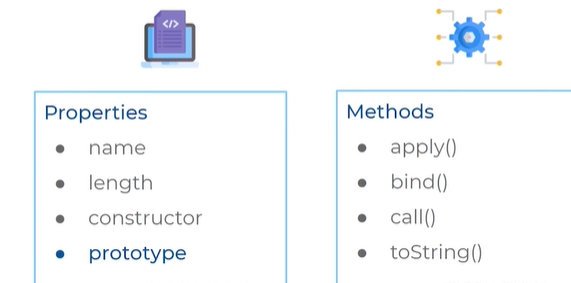 </>
Properties
• name
• length
• constructor
• prototype
Methods
• apply()
• bind()
• call()
• toString()